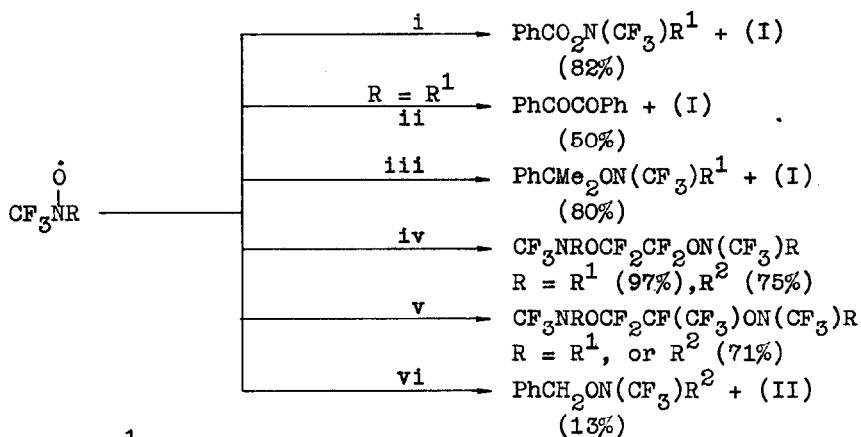 i PhCO₂N(CF₃)R¹ + (I)
(82%)
R = R¹
ii PhCOCOPh + (I)
(50%)
Ȯ
CF₃NR
iii PhCMe₂ON(CF₃)R¹ + (I)
(80%)
iv CF₃NROCF₂CF₂ON(CF₃)R
R = R¹ (97%),R² (75%)
v CF₃NROCF₂CF(CF₃)ON(CF₃)R
R = R¹, or R² (71%)
vi PhCH₂ON(CF₃)R² + (II)
(13%)